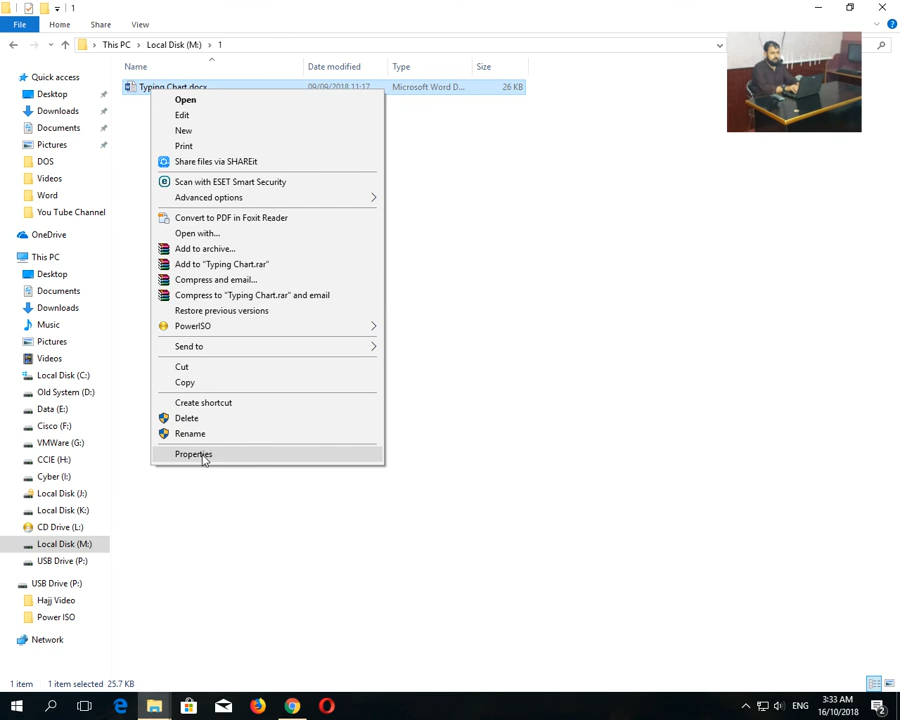 1
File Home Share View
This PC > Local Disk (M:) > 1
Name Date modified Type Size
Typing Chart.docx 09/09/2018 11:17 Microsoft Word D... 26 KB
Quick access
Desktop
Downloads
Documents
Pictures
DOS
Videos
Word
You Tube Channel
OneDrive
This PC
Desktop
Documents
Downloads
Music
Pictures
Videos
Local Disk (C:)
Old System (D:)
Data (E:)
Cisco (F:)
VMWare (G:)
CCIE (H:)
Cyber (I:)
Local Disk (J:)
Local Disk (K:)
CD Drive (L:)
Local Disk (M:)
USB Drive (P:)
USB Drive (P:)
Hajj Video
Power ISO
Network
Open
Edit
New
Print
Share files via SHAREit
Scan with ESET Smart Security
Advanced options
Convert to PDF in Foxit Reader
Open with...
Add to archive...
Add to "Typing Chart.rar"
Compress and email...
Compress to "Typing Chart.rar" and email
Restore previous versions
PowerISO
Send to
Cut
Copy
Create shortcut
Delete
Rename
Properties
1 item 1 item selected 25.7 KB
ENG 3:33 AM
16/10/2018
2